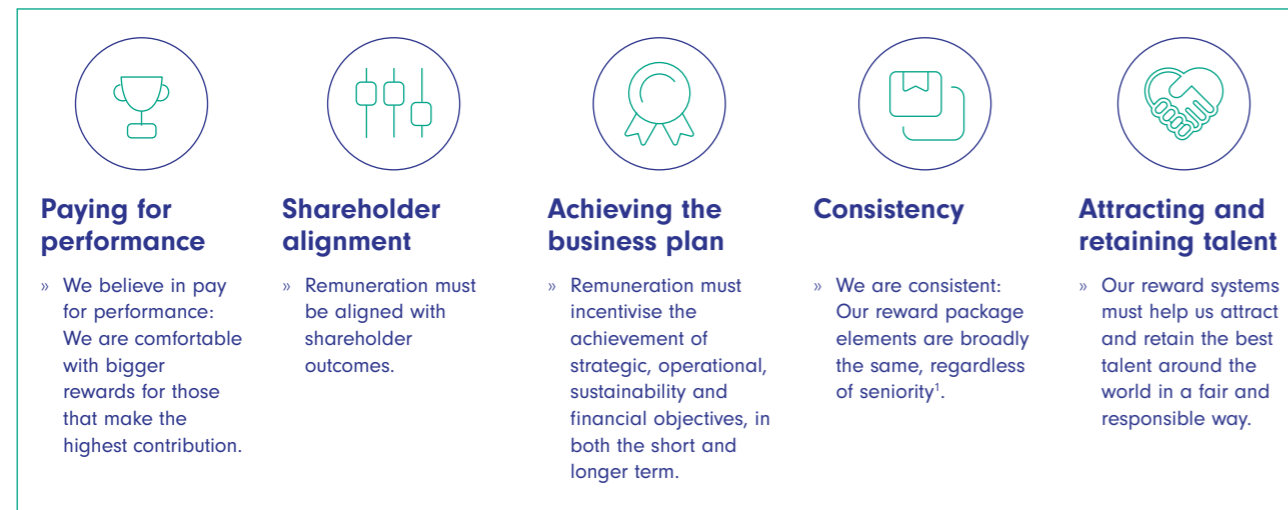 Paying for
performance
» We believe in pay
for performance:
We are comfortable
with bigger
rewards for those
that make the
highest contribution.
Shareholder
alignment
» Remuneration must
be aligned with
shareholder
outcomes.
Achieving the
business plan
» Remuneration must
incentivise the
achievement of
strategic, operational,
sustainability and
financial objectives, in
both the short and
longer term.
Consistency
» We are consistent:
Our reward package
elements are broadly
the same, regardless
of seniority¹.
Attracting and
retaining talent
» Our reward systems
must help us attract
and retain the best
talent around the
world in a fair and
responsible way.